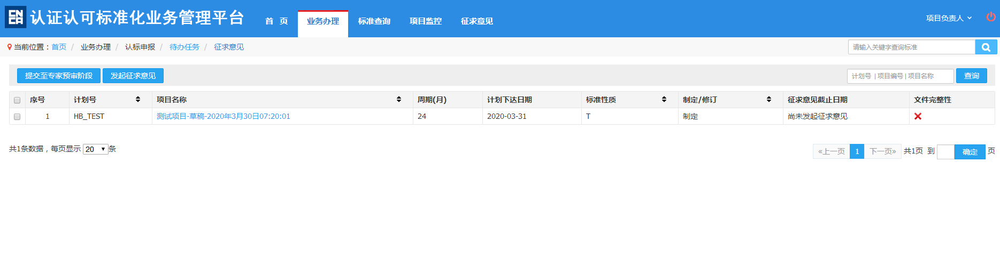 CNCA 认证认可标准化业务管理平台 首 页 业务办理 标准查询 项目监控 征求意见 项目负责人
当前位置：首页 / 业务办理 / 认标申报 / 待办任务 / 征求意见 请输入关键字查询标准
提交至专家预审阶段 发起征求意见 计划号 | 项目编号 | 项目名称 查询
序号 计划号 项目名称 周期(月) 计划下达日期 标准性质 制定/修订 征求意见截止日期 文件完整性
1 HB_TEST 测试项目-草稿-2020年3月30日07:20:01 24 2020-03-31 T 制定 尚未发起征求意见
共1条数据，每页显示 20 条 «上一页 1 下一页» 共1页 到 确定 页